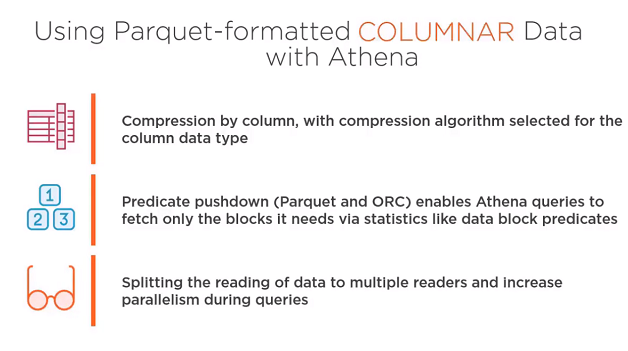 Using Parquet-formatted COLUMNAR Data
with Athena
Compression by column, with compression algorithm selected for the
column data type
1
2 3
Predicate pushdown (Parquet and ORC) enables Athena queries to
fetch only the blocks it needs via statistics like data block predicates
Splitting the reading of data to multiple readers and increase
parallelism during queries